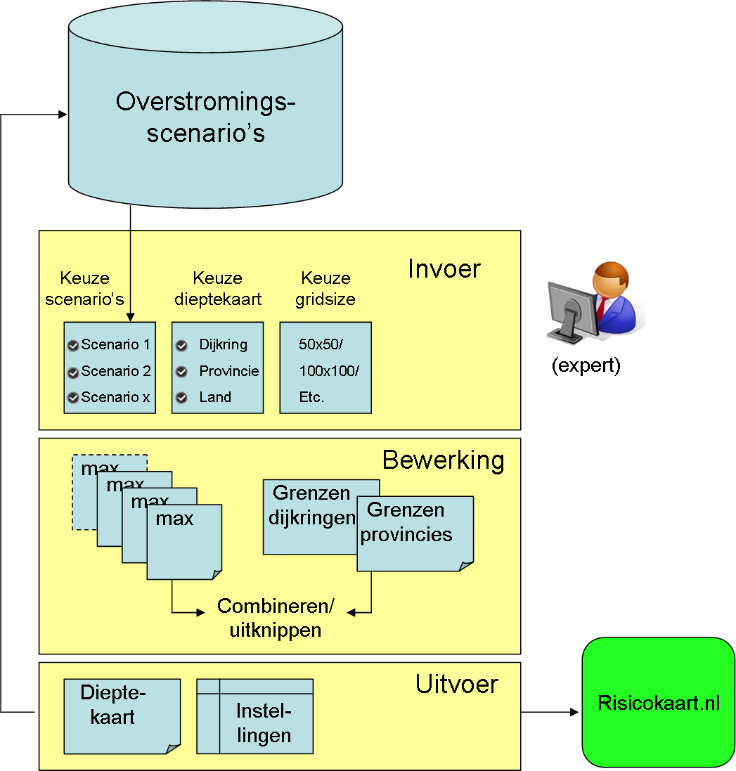 Overstromings-
scenario's
Invoer
Keuze
scenario's
Keuze
dieptekaart
Keuze
gridsize
Scenario 1
Scenario 2
Scenario x
Dijkring
Provincie
Land
50x50/
100x100/
Etc.
(expert)
Bewerking
max
max
max
max
Grenzen
dijkringen
Grenzen
provincies
Combineren/
uitknippen
Uitvoer
Diepte-
kaart
Instel-
lingen
Risicokaart.nl